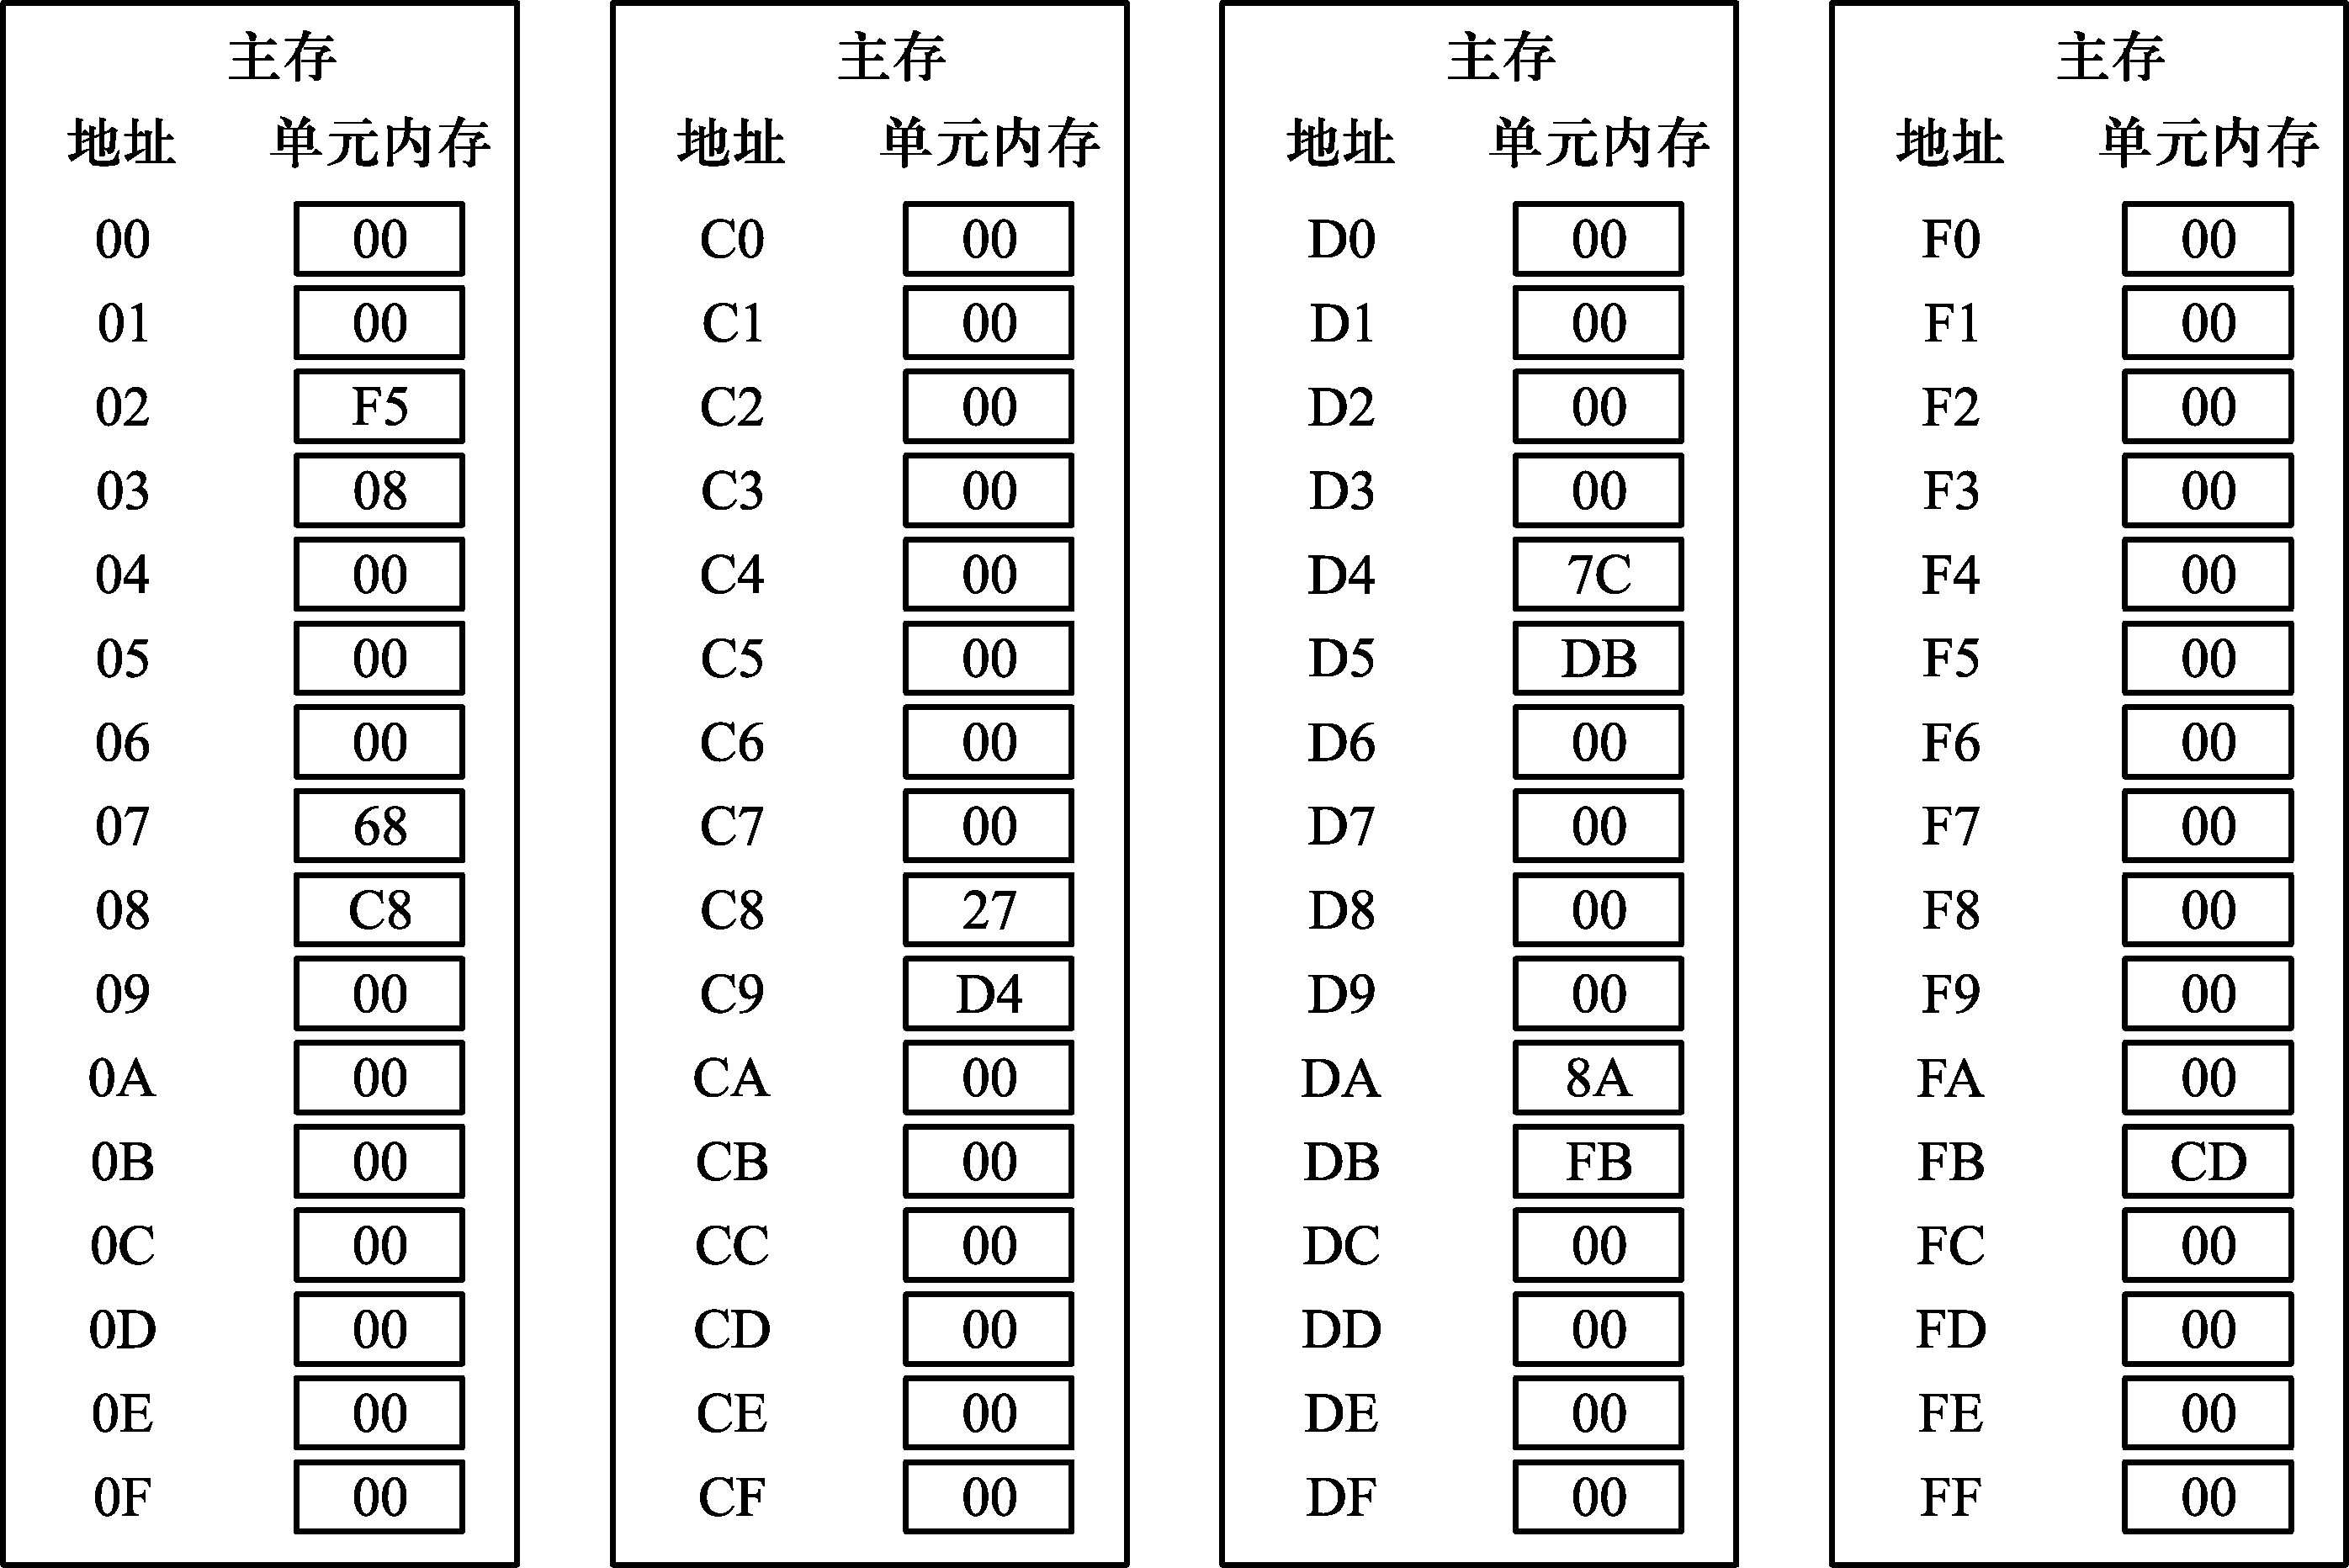 主存
地址 单元内存
00 00
01 00
02 F5
03 08
04 00
05 00
06 00
07 68
08 C8
09 00
0A 00
0B 00
0C 00
0D 00
0E 00
0F 00
主存
地址 单元内存
C0 00
C1 00
C2 00
C3 00
C4 00
C5 00
C6 00
C7 00
C8 27
C9 D4
CA 00
CB 00
CC 00
CD 00
CE 00
CF 00
主存
地址 单元内存
D0 00
D1 00
D2 00
D3 00
D4 7C
D5 DB
D6 00
D7 00
D8 00
D9 00
DA 8A
DB FB
DC 00
DD 00
DE 00
DF 00
主存
地址 单元内存
F0 00
F1 00
F2 00
F3 00
F4 00
F5 00
F6 00
F7 00
F8 00
F9 00
FA 00
FB CD
FC 00
FD 00
FE 00
FF 00